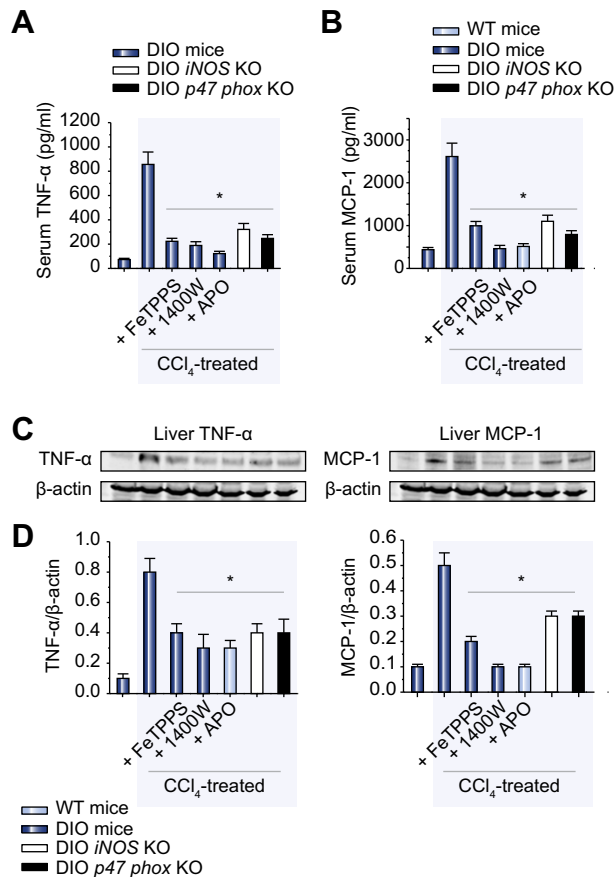 A
DIO mice
DIO iNOS KO
DIO p47 phox KO
Serum TNF-α (pg/ml)
1200
1000
800
600
400
200
0
*
+ FeTPPS
+ 1400W
+ APO
CCl4-treated
B
WT mice
DIO mice
DIO iNOS KO
DIO p47 phox KO
Serum MCP-1 (pg/ml)
3000
2000
1000
0
*
+ FeTPPS
+ 1400W
+ APO
CCl4-treated
C
Liver TNF-α
TNF-α
β-actin
Liver MCP-1
MCP-1
β-actin
D
TNF-α/β-actin
1.0
0.8
0.6
0.4
0.2
0.0
*
+ FeTPPS
+ 1400W
+ APO
CCl4-treated
MCP-1/β-actin
0.6
0.5
0.4
0.3
0.2
0.1
0.0
*
+ FeTPPS
+ 1400W
+ APO
CCl4-treated
WT mice
DIO mice
DIO iNOS KO
DIO p47 phox KO